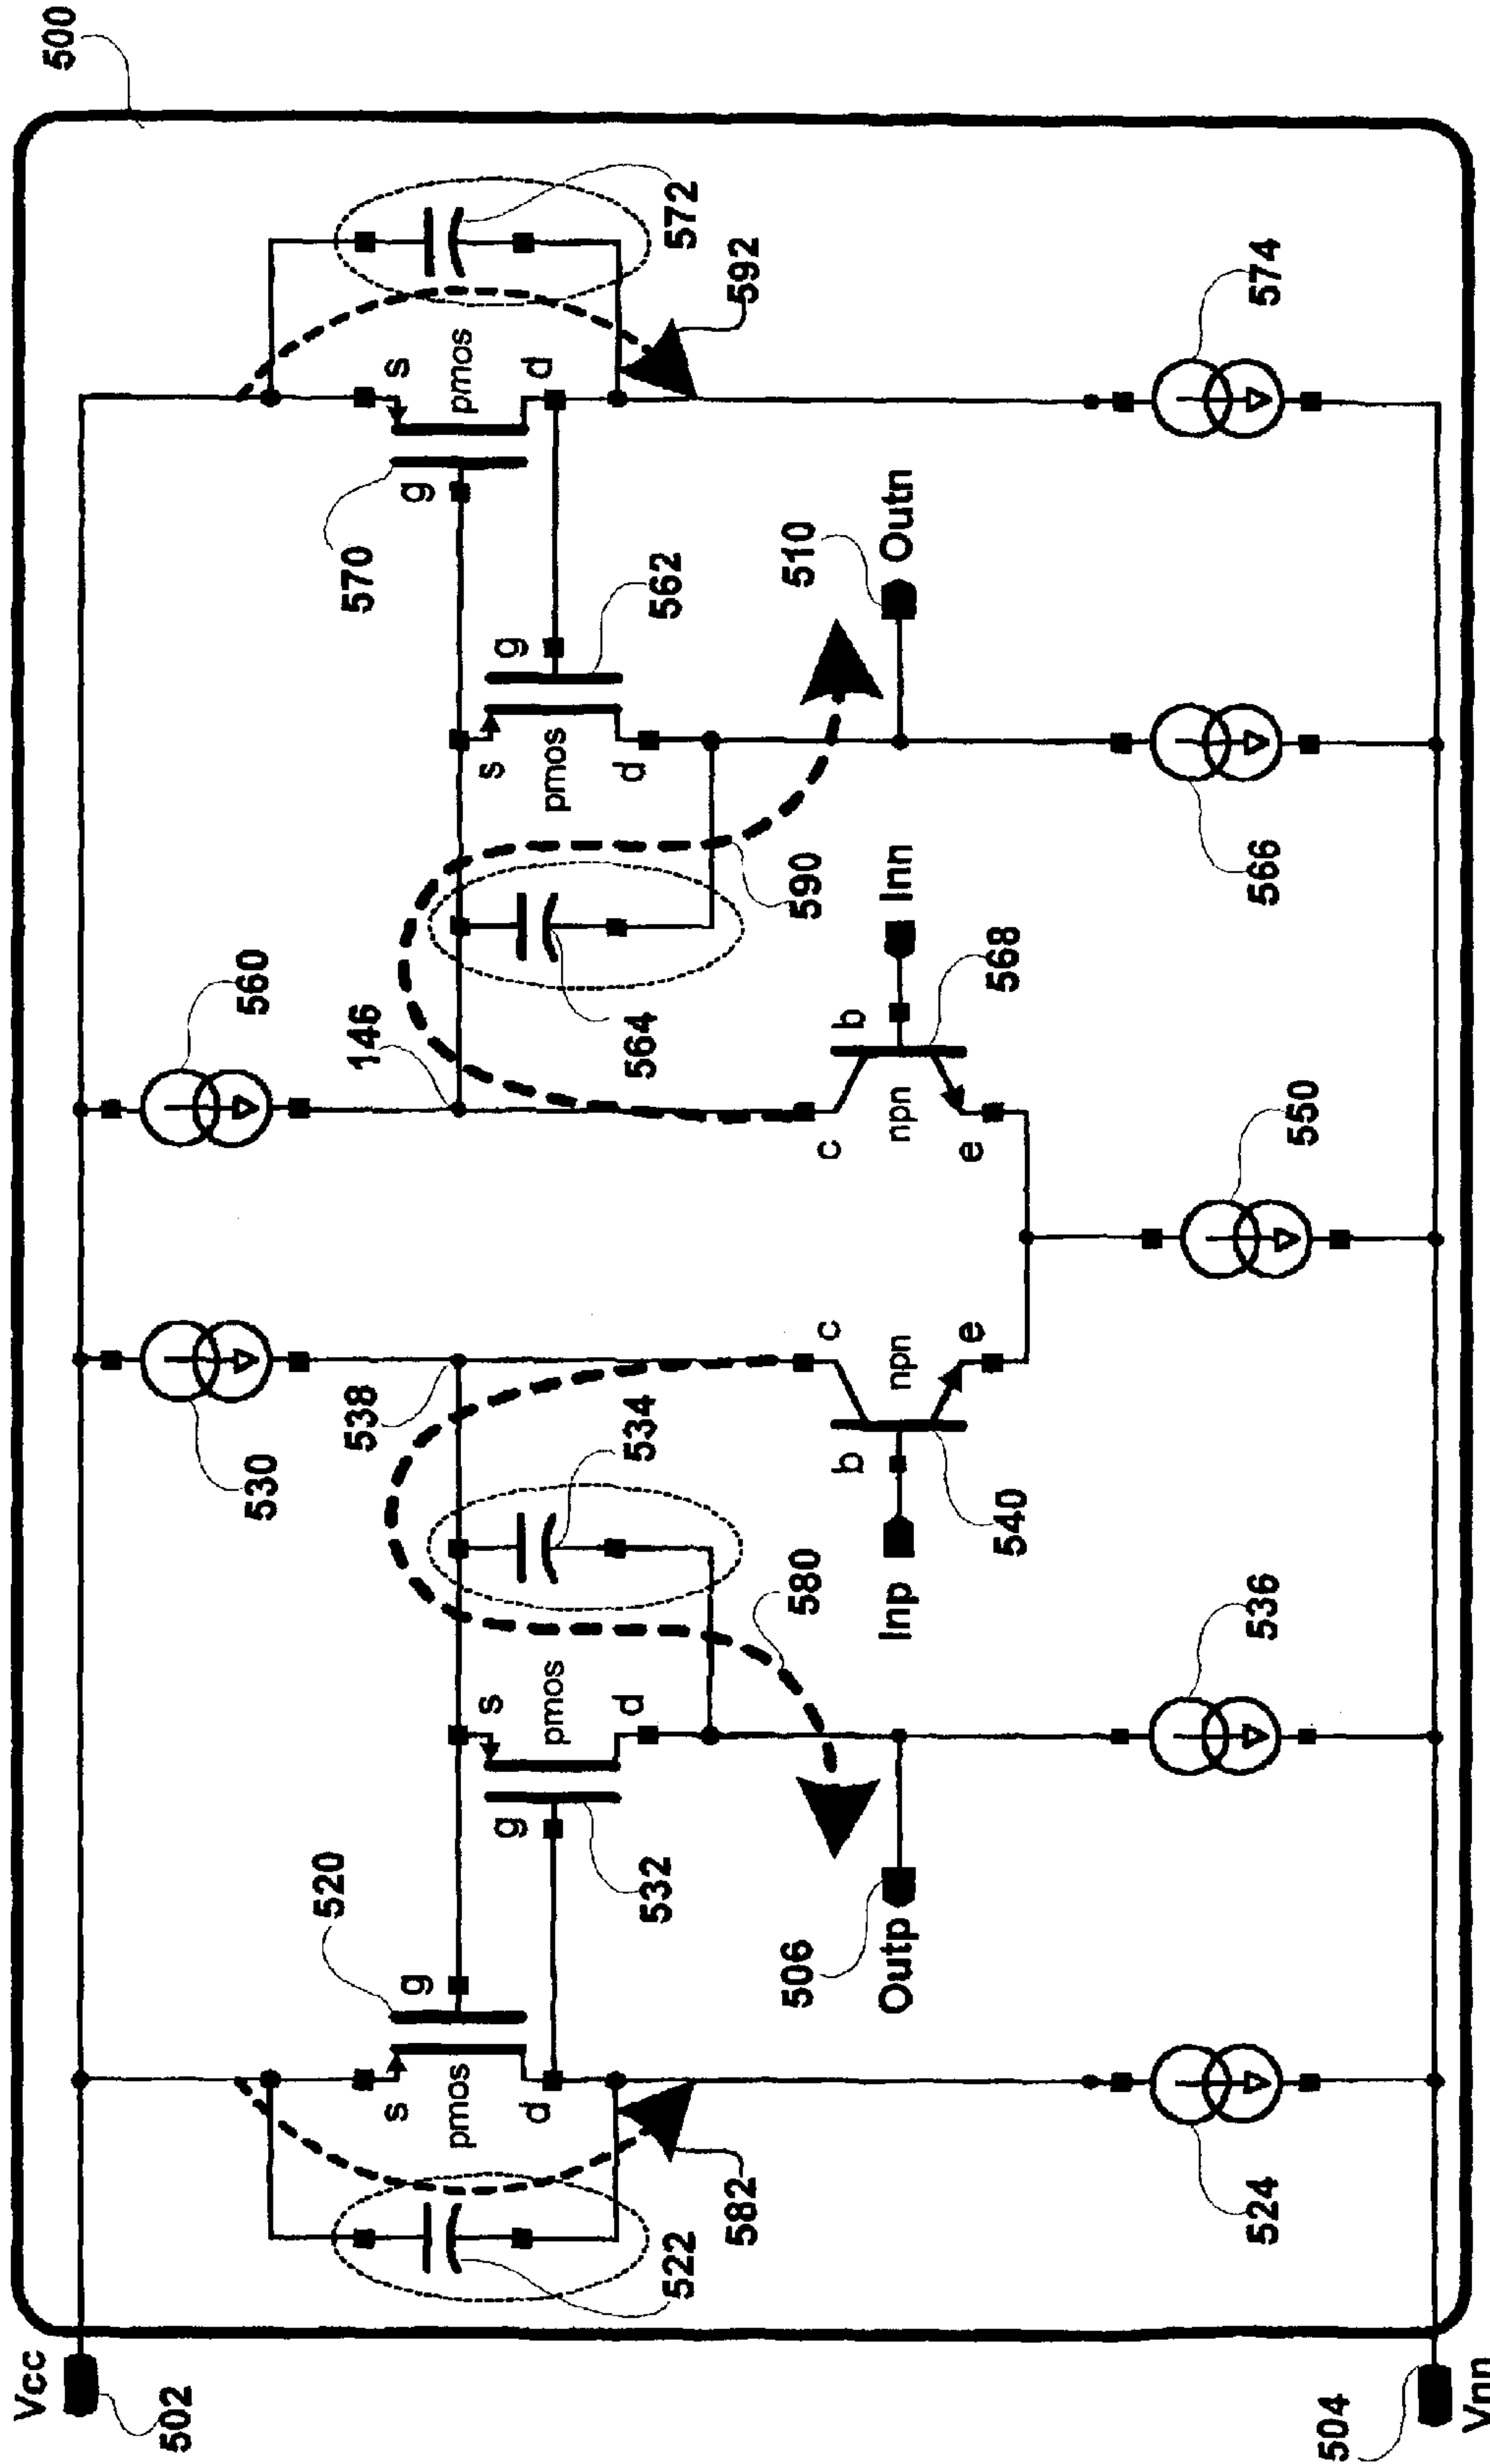 500
Vcc
502
530
560
520
538
146
570
g
s
pmos
d
g
s
pmos
d
g
s
pmos
d
g
s
pmos
d
522
582
532
534
564
562
572
592
580
590
506
Outp
Inp
b
c
npn
e
540
c
b
npn
e
Inn
568
510
Outn
524
536
550
566
574
504
Vnn